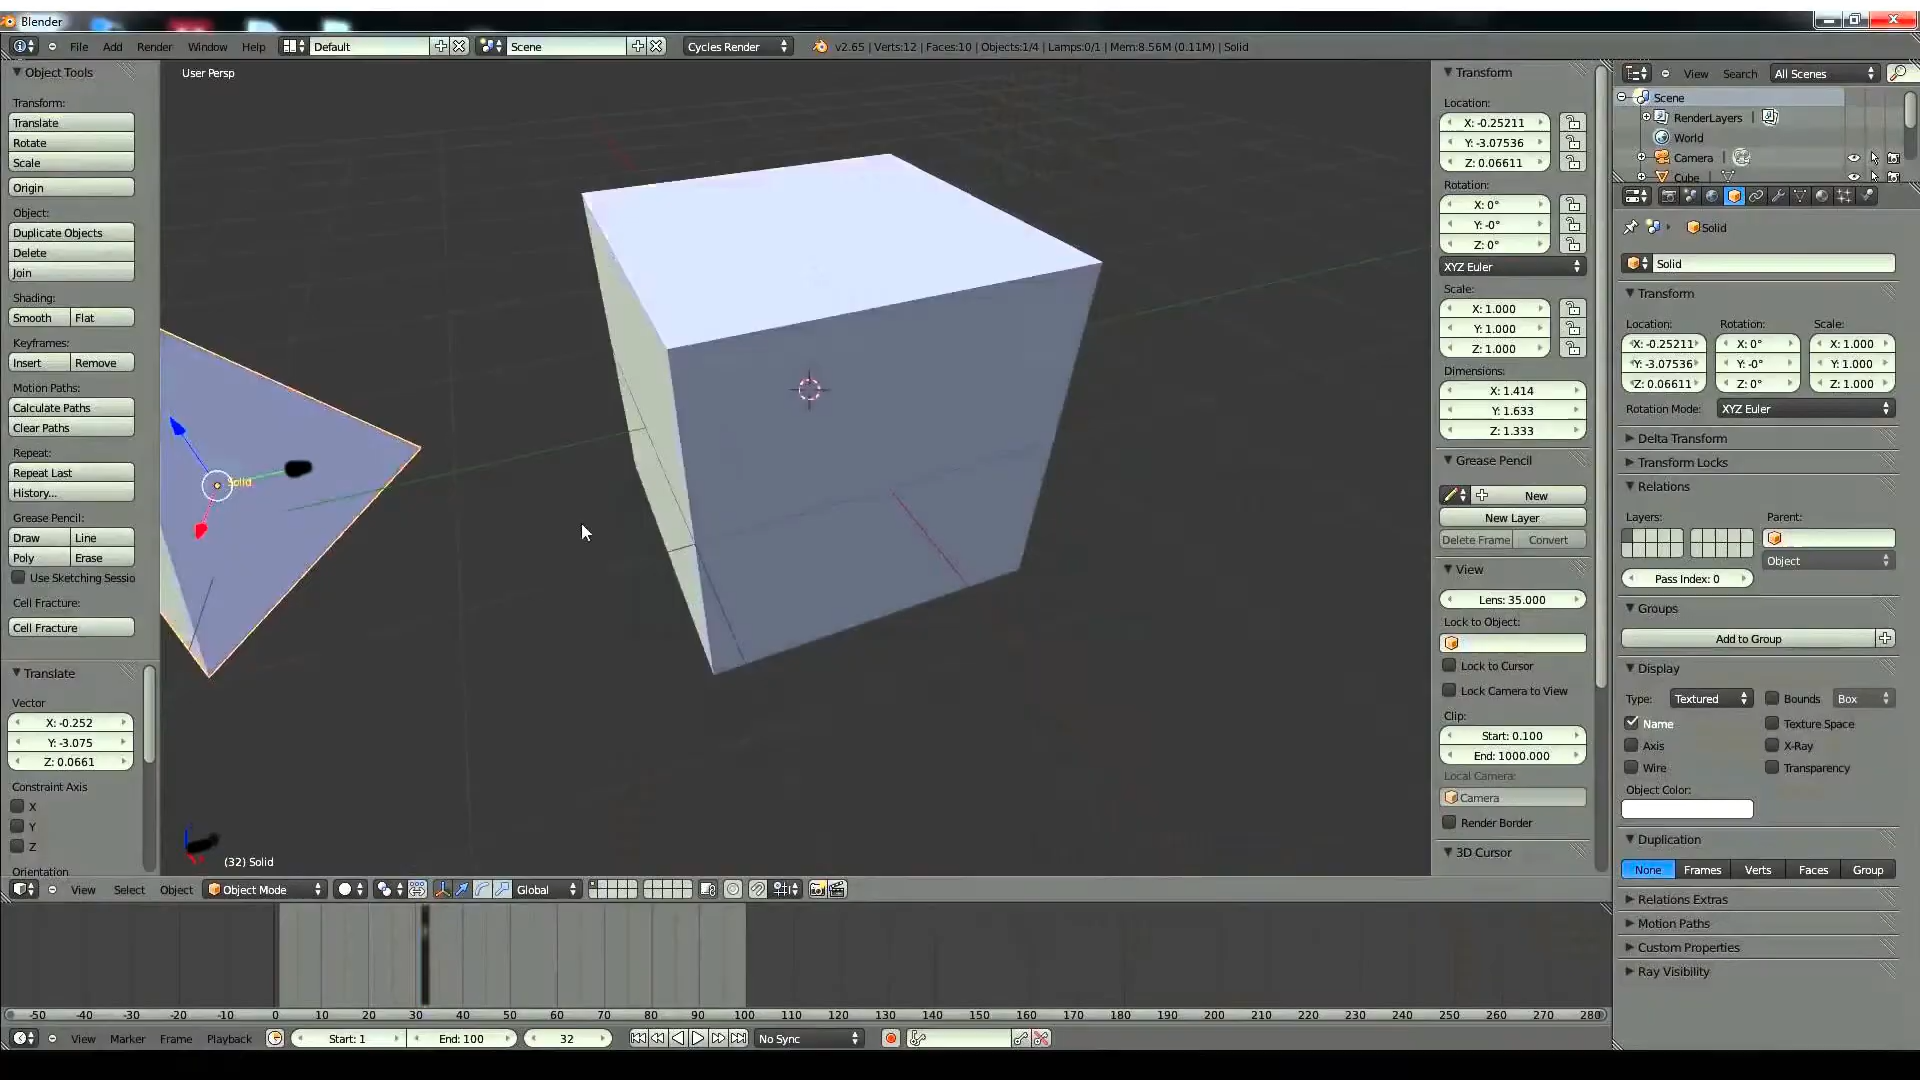 Blender
File Add Render Window Help Default Scene Cycles Render v2.65 | Verts:12 | Faces:10 | Objects:1/4 | Lamps:0/1 | Mem:8.56M (0.11M) | Solid
Object Tools
Transform:
Translate
Rotate
Scale
Origin
Object:
Duplicate Objects
Delete
Join
Shading:
Smooth Flat
Keyframes:
Insert Remove
Motion Paths:
Calculate Paths
Clear Paths
Repeat:
Repeat Last
History...
Grease Pencil:
Draw Line
Poly Erase
Use Sketching Sessio
Cell Fracture:
Cell Fracture
Translate
Vector
X: -0.252
Y: -3.075
Z: 0.0661
Constraint Axis
X
Y
Z
Orientation
User Persp
Solid
(32) Solid
Transform
Location:
X: -0.25211
Y: -3.07536
Z: 0.06611
Rotation:
X: 0°
Y: -0°
Z: 0°
XYZ Euler
Scale:
X: 1.000
Y: 1.000
Z: 1.000
Dimensions:
X: 1.414
Y: 1.633
Z: 1.333
Grease Pencil
New
New Layer
Delete Frame Convert
View
Lens: 35.000
Lock to Object:
Lock to Cursor
Lock Camera to View
Clip:
Start: 0.100
End: 1000.000
Local Camera:
Camera
Render Border
3D Cursor
View Search All Scenes
Scene
RenderLayers |
World
Camera |
Cube |
Solid
Solid
Transform
Location: Rotation: Scale:
X: -0.25211 X: 0° X: 1.000
Y: -3.07536 Y: -0° Y: 1.000
Z: 0.06611 Z: 0° Z: 1.000
Rotation Mode: XYZ Euler
Delta Transform
Transform Locks
Relations
Layers: Parent:
Object
Pass Index: 0
Groups
Add to Group
Display
Type: Textured Bounds Box
Name Texture Space
Axis X-Ray
Wire Transparency
Object Color:
Duplication
None Frames Verts Faces Group
Relations Extras
Motion Paths
Custom Properties
Ray Visibility
View Select Object Object Mode Global
-50 -40 -30 -20 -10 0 10 20 30 40 50 60 70 80 90 100 110 120 130 140 150 160 170 180 190 200 210 220 230 240 250 260 270 280
View Marker Frame Playback Start: 1 End: 100 32 No Sync